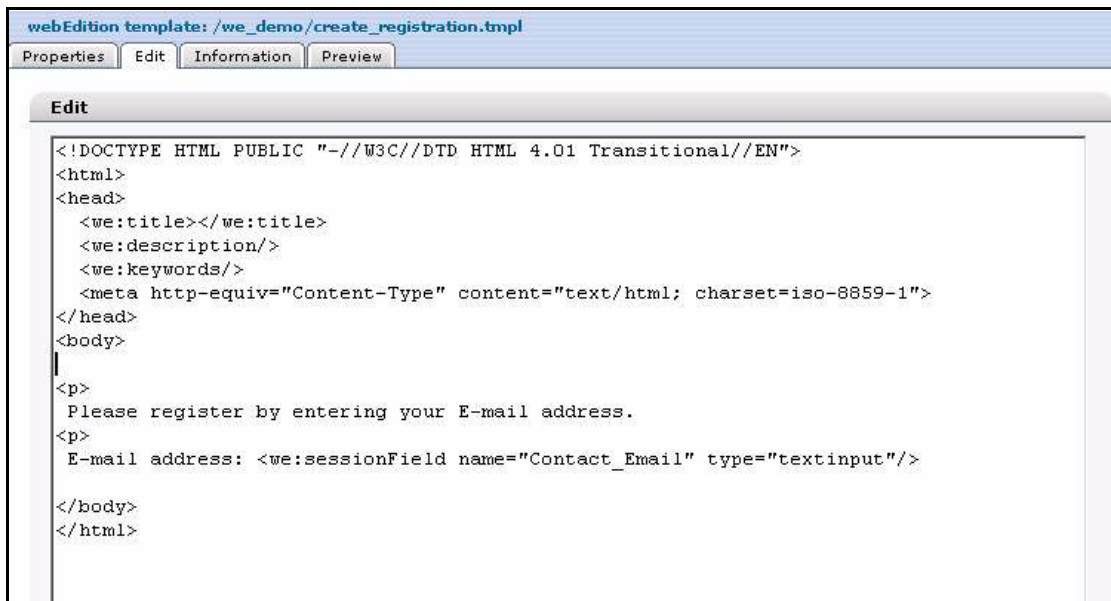 webEdition template: /we_demo/create_registration.tmpl
Properties Edit Information Preview
Edit
<!DOCTYPE HTML PUBLIC "-//W3C//DTD HTML 4.01 Transitional//EN">
<html>
<head>
<we:title></we:title>
<we:description/>
<we:keywords/>
<meta http-equiv="Content-Type" content="text/html; charset=iso-8859-1">
</head>
<body>
<p>
Please register by entering your E-mail address.
<p>
E-mail address: <we:sessionField name="Contact_Email" type="textinput"/>
</body>
</html>